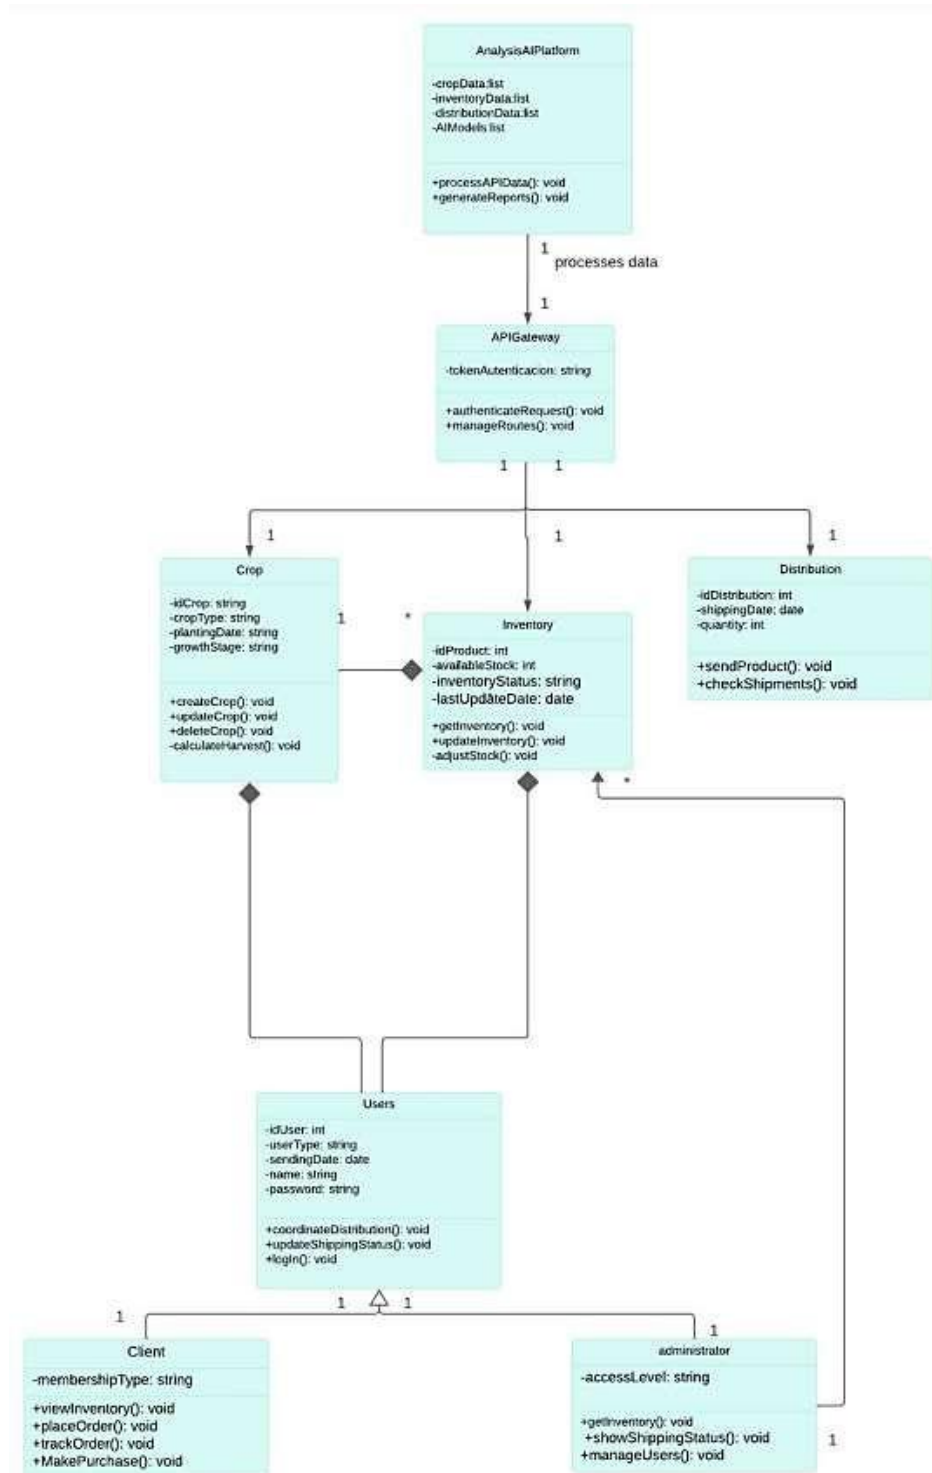 AnalysisAIPlatform
-cropData:list
-inventoryData:list
-distributionData:list
-AIModels:list
+processAPIData(): void
+generateReports(): void
1
processes data
1
APIGateway
-tokenAutenticacion: string
+authenticateRequest(): void
+manageRoutes(): void
1 1
1
1
1
Crop
-idCrop: string
-cropType: string
-plantingDate: string
-growthStage: string
+createCrop(): void
+updateCrop(): void
+deleteCrop(): void
-calculateHarvest(): void
1
*
Inventory
-idProduct: int
-availableStock: int
-inventoryStatus: string
-lastUpdateDate: date
+getInventory(): void
+updateInventory(): void
-adjustStock(): void
Distribution
-idDistribution: int
-shippingDate: date
-quantity: int
+sendProduct(): void
+checkShipments(): void
*
Users
-idUser: int
-userType: string
-sendingDate: date
-name: string
-password: string
+coordinateDistribution(): void
+updateShippingStatus(): void
+logIn(): void
1
1
1
1
Client
-membershipType: string
+viewInventory(): void
+placeOrder(): void
+trackOrder(): void
+MakePurchase(): void
administrator
-accessLevel: string
+getInventory(): void
+showShippingStatus(): void
+manageUsers(): void
1